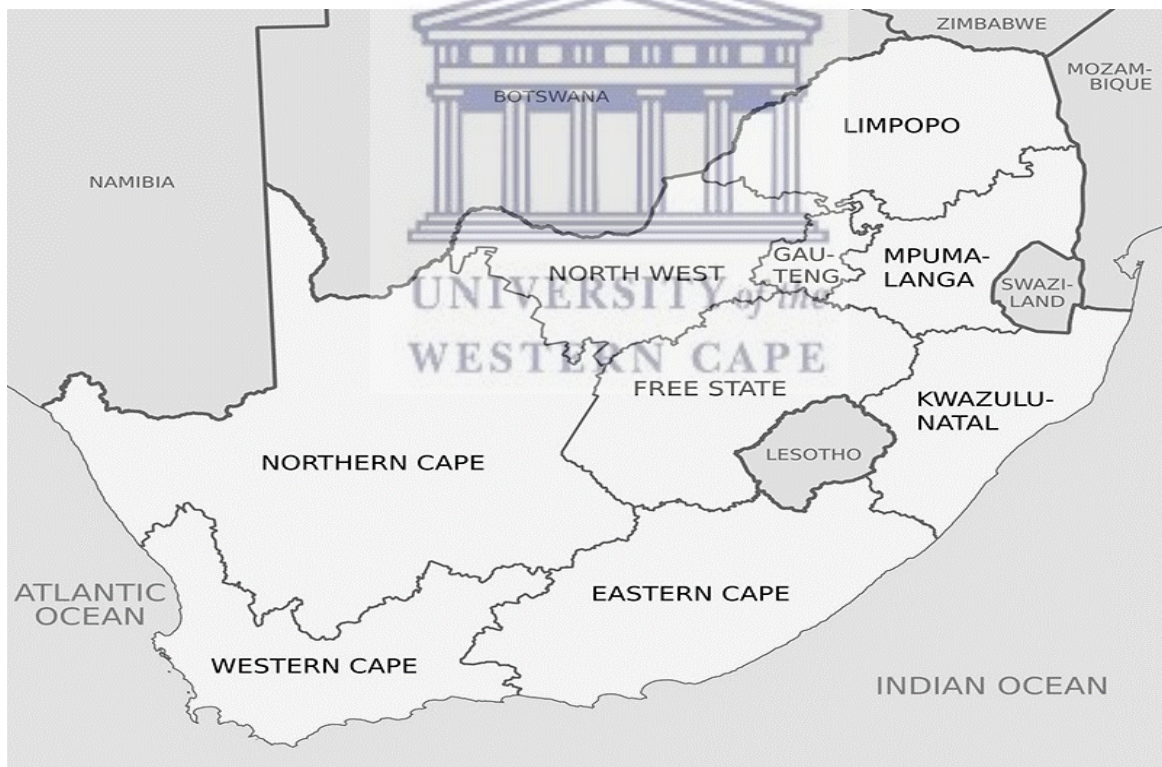 ZIMBABWE
MOZAM-
BIQUE
BOTSWANA
LIMPOPO
NAMIBIA
GAU-
TENG
MPUMA-
LANGA
NORTH WEST
SWAZI-
LAND
UNIVERSITY of the
WESTERN CAPE
FREE STATE
KWAZULU-
NATAL
LESOTHO
NORTHERN CAPE
ATLANTIC
OCEAN
EASTERN CAPE
WESTERN CAPE
INDIAN OCEAN